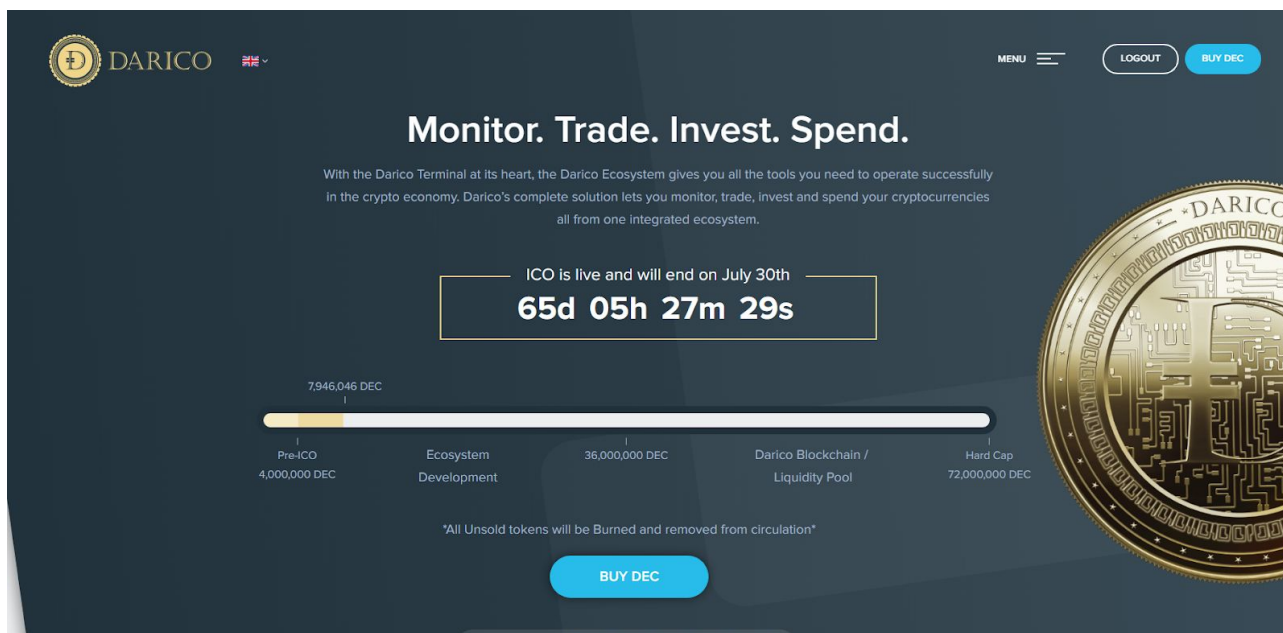 DARICO
MENU
LOGOUT
BUY DEC
Monitor. Trade. Invest. Spend.
With the Darico Terminal at its heart, the Darico Ecosystem gives you all the tools you need to operate successfully
in the crypto economy. Darico's complete solution lets you monitor, trade, invest and spend your cryptocurrencies
all from one integrated ecosystem.
ICO is live and will end on July 30th
65d 05h 27m 29s
7,946,046 DEC
Pre-ICO
4,000,000 DEC
Ecosystem
Development
36,000,000 DEC
Darico Blockchain /
Liquidity Pool
Hard Cap
72,000,000 DEC
*All Unsold tokens will be Burned and removed from circulation*
BUY DEC
DARICO